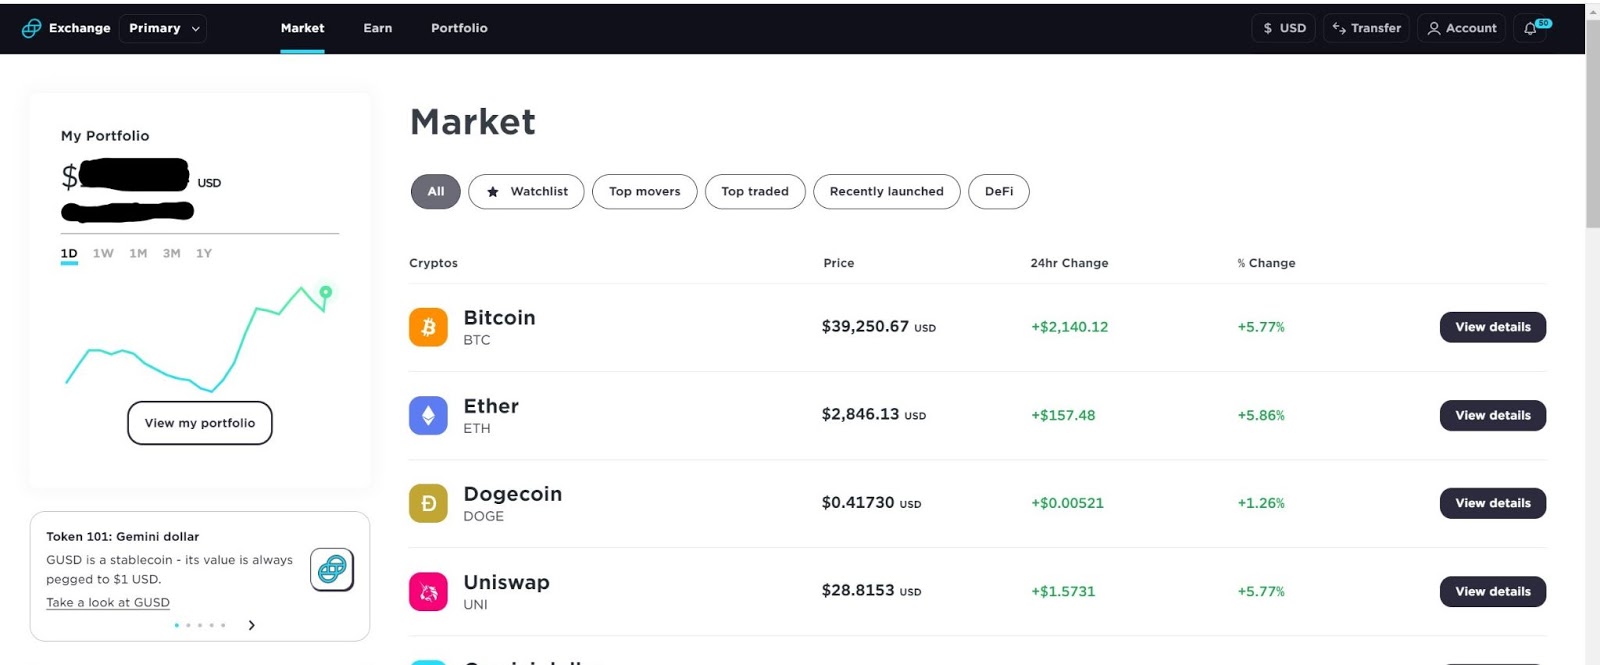 Exchange Primary Market Earn Portfolio $ USD Transfer Account 50
My Portfolio
$ USD
1D 1W 1M 3M 1Y
View my portfolio
Token 101: Gemini dollar
GUSD is a stablecoin - its value is always
pegged to $1 USD.
Take a look at GUSD
Market
All Watchlist Top movers Top traded Recently launched DeFi
Cryptos Price 24hr Change % Change
Bitcoin
BTC
$39,250.67 USD +$2,140.12 +5.77% View details
Ether
ETH
$2,846.13 USD +$157.48 +5.86% View details
Dogecoin
DOGE
$0.41730 USD +$0.00521 +1.26% View details
Uniswap
UNI
$28.8153 USD +$1.5731 +5.77% View details